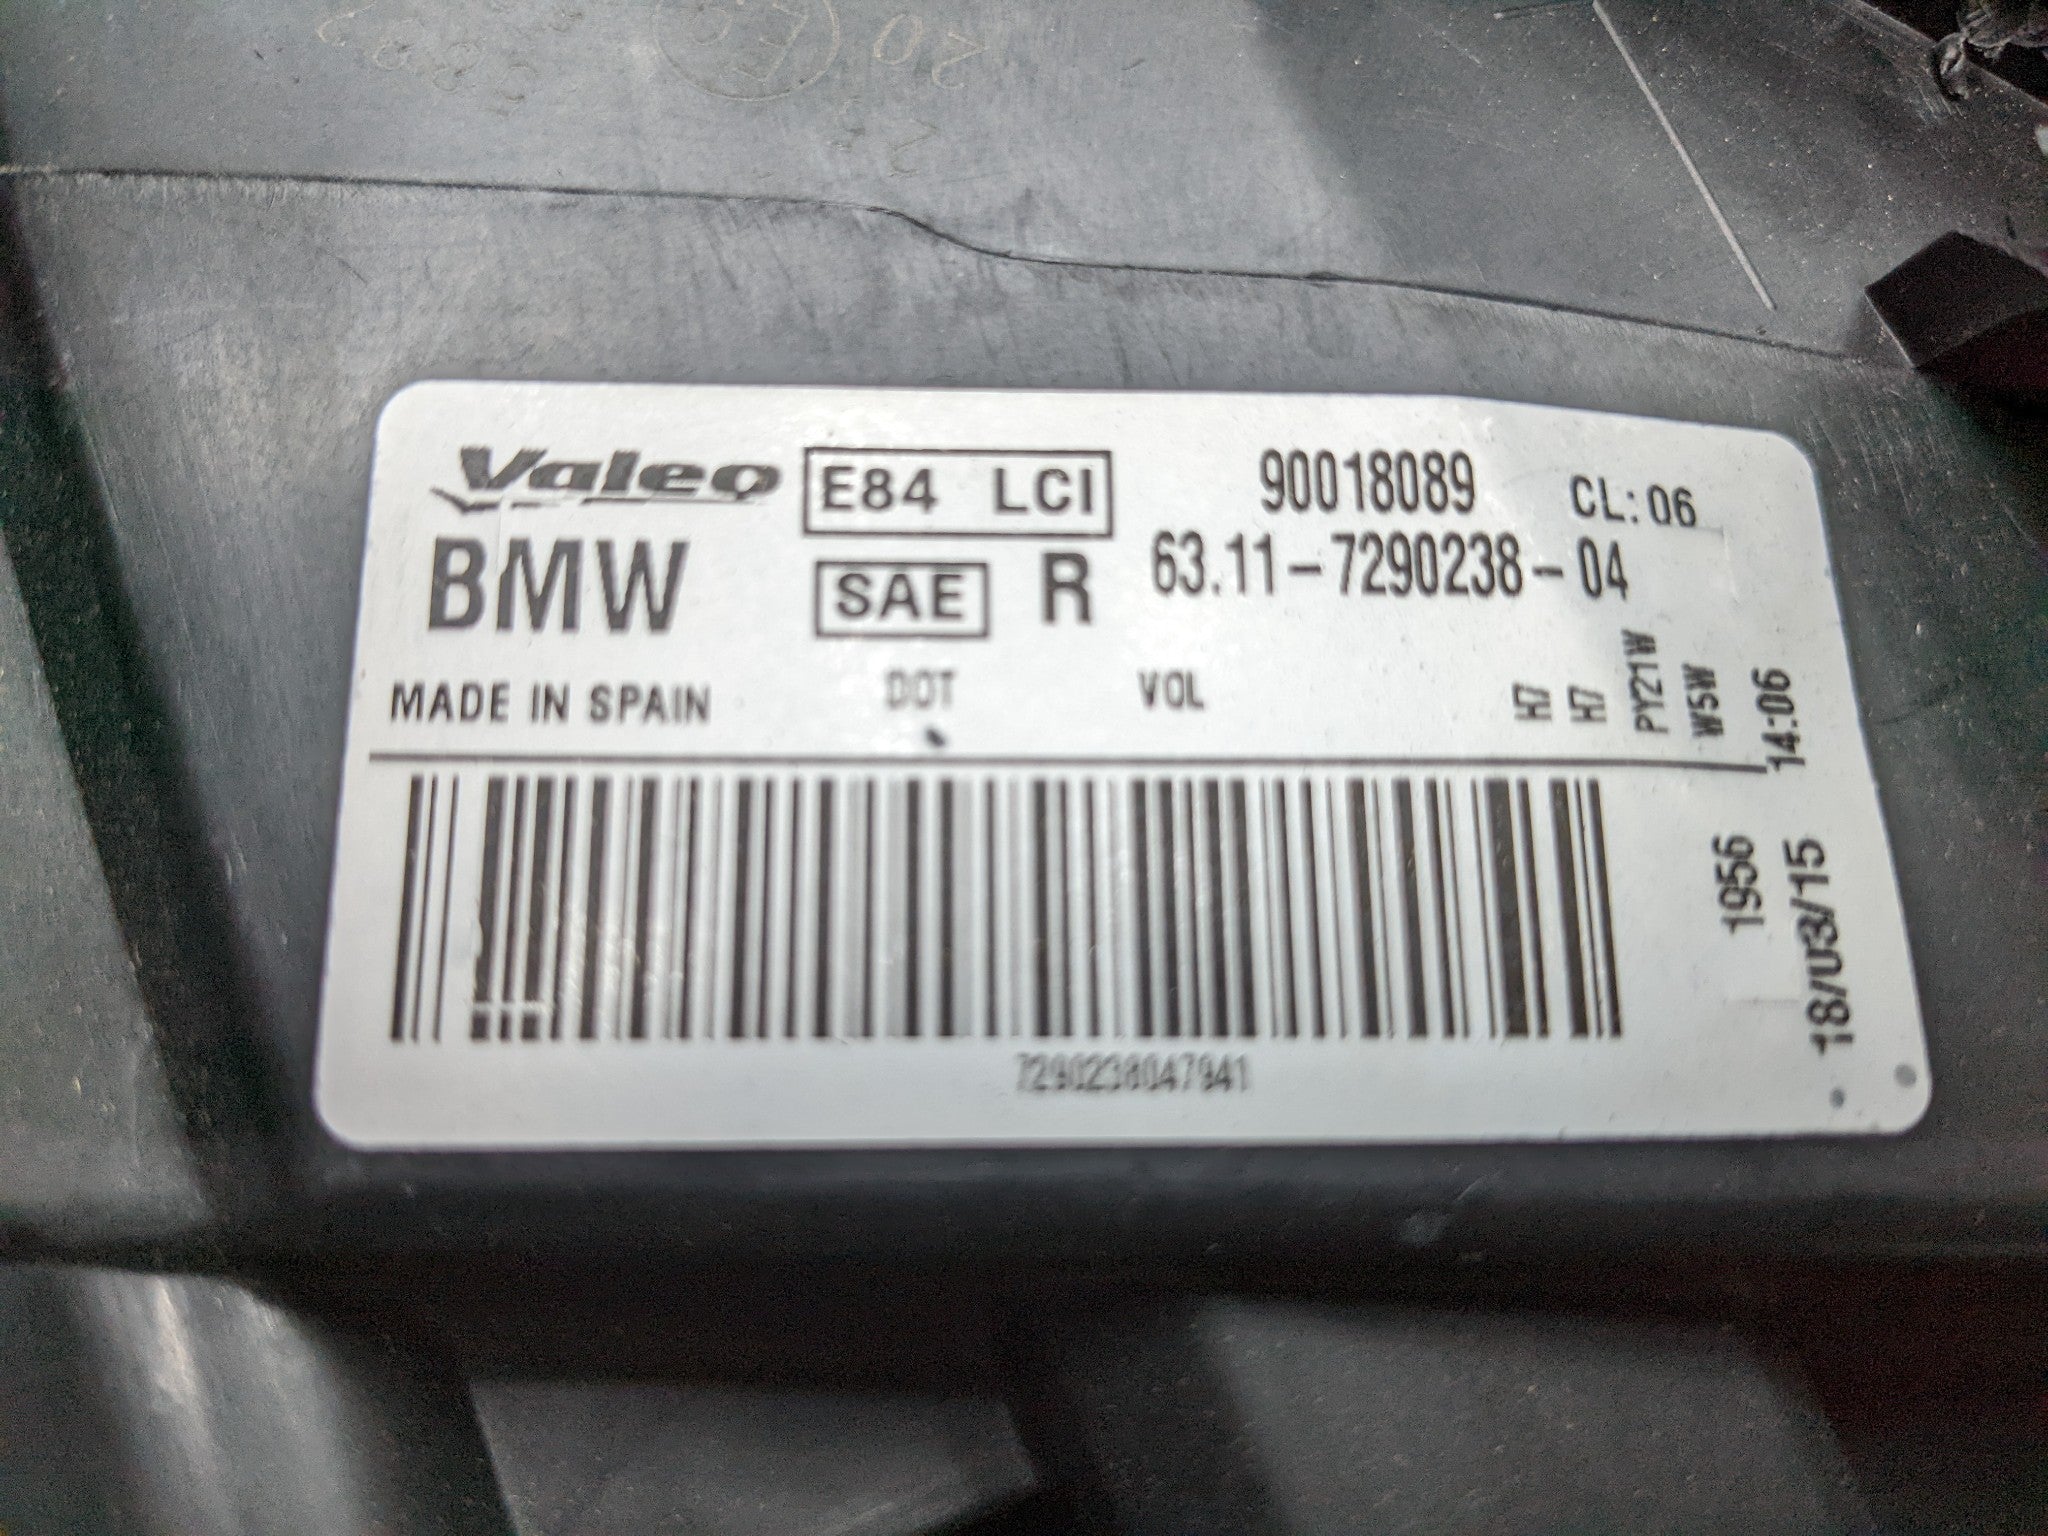 Valeo E84 LCI 90018089 CL: 06
BMW SAE R 63.11-7290238-04
MADE IN SPAIN DOT VOL
H7
H7
PY21W
W5W
14:06
1956
18/03/15
7290238047941